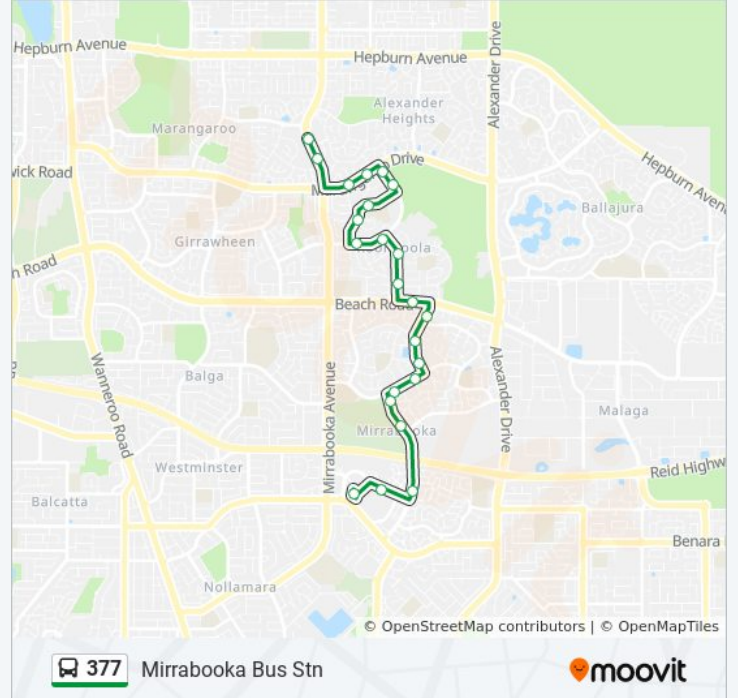 Hepburn Avenue
Hepburn Avenue
Alexander Drive
Alexander
Heights
Marangaroo
Drive
Hepburn Aven
wick Road
Ballajura
Girrawheen
n Road
Beach Road
Wanneroo Road
Mirrabooka Avenue
Alexander Drive
Balga
Malaga
Mirrabooka
Westminster
Reid Highw
Balcatta
Benara
Nollamara
© OpenStreetMap contributors | © OpenMapTiles
377 Mirrabooka Bus Stn
moovit